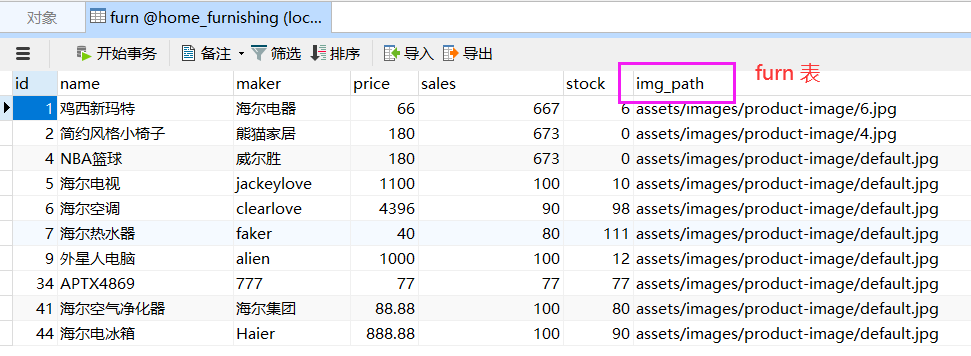 对象
furn @home_furnishing (loc...
开始事务
备注
筛选
排序
导入
导出
furn 表
id name maker price sales stock img_path
1 鸡西新玛特 海尔电器 66 667 6 assets/images/product-image/6.jpg
2 简约风格小椅子 熊猫家居 180 673 0 assets/images/product-image/4.jpg
4 NBA篮球 威尔胜 180 673 0 assets/images/product-image/default.jpg
5 海尔电视 jackeylove 1100 100 10 assets/images/product-image/default.jpg
6 海尔空调 clearlove 4396 90 98 assets/images/product-image/default.jpg
7 海尔热水器 faker 40 80 111 assets/images/product-image/default.jpg
9 外星人电脑 alien 1000 100 12 assets/images/product-image/default.jpg
34 APTX4869 777 77 77 77 assets/images/product-image/default.jpg
41 海尔空气净化器 海尔集团 88.88 100 80 assets/images/product-image/default.jpg
44 海尔电冰箱 Haier 888.88 100 90 assets/images/product-image/default.jpg